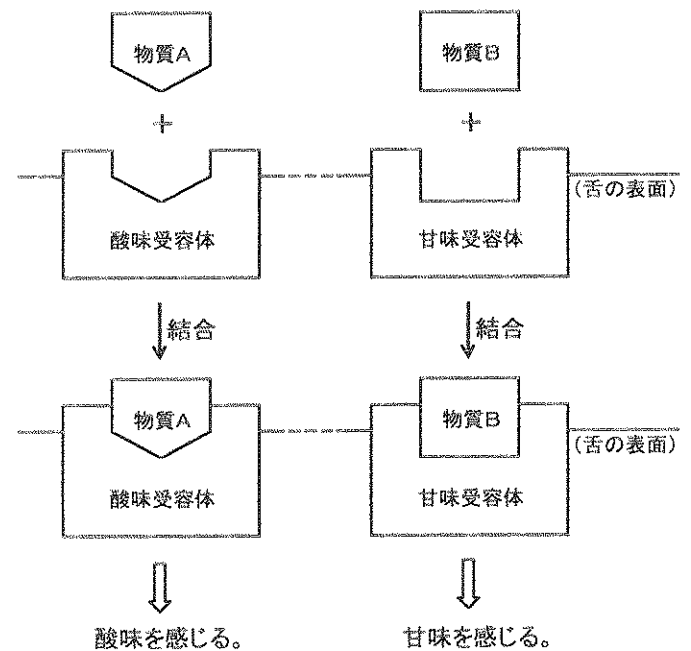 物質A
物質B
+
+
(舌の表面)
酸味受容体
甘味受容体
結合
結合
物質A
物質B
(舌の表面)
酸味受容体
甘味受容体
酸味を感じる。
甘味を感じる。